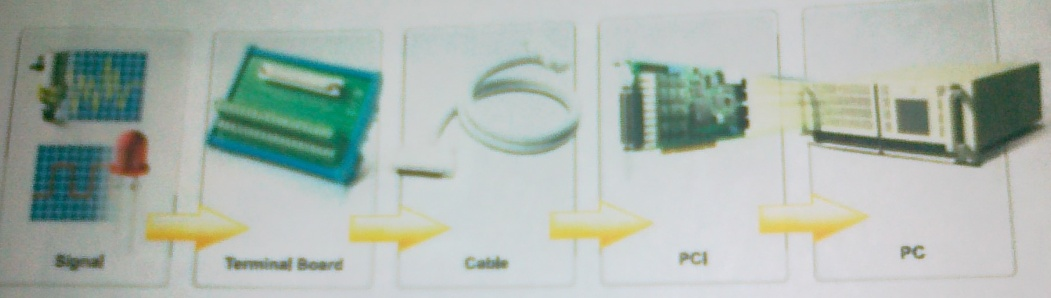 Signal
Terminal Board
Cable
PCI
PC